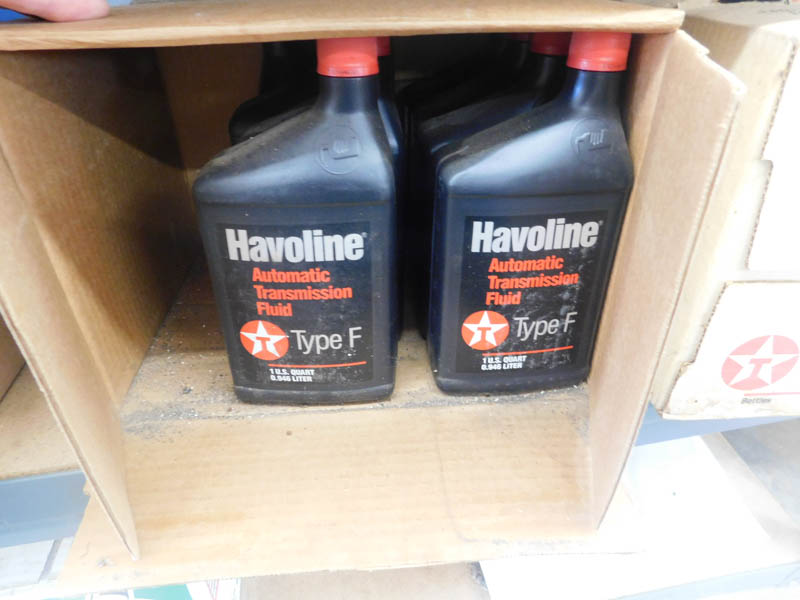 Havoline
Automatic
Transmission
Fluid
T Type F
1 U.S. QUART
0.946 LITER
Havoline
Automatic
Transmission
Fluid
T Type F
1 U.S. QUART
0.946 LITER
T
Bottles